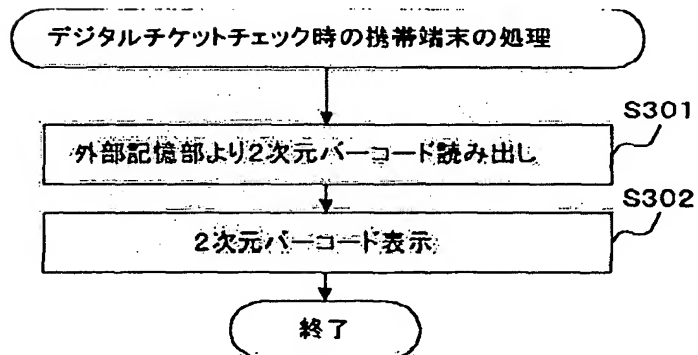 デジタルチケットチェック時の携帯端末の処理
S301
外部記憶部より2次元バーコード読み出し
S302
2次元バーコード表示
終了